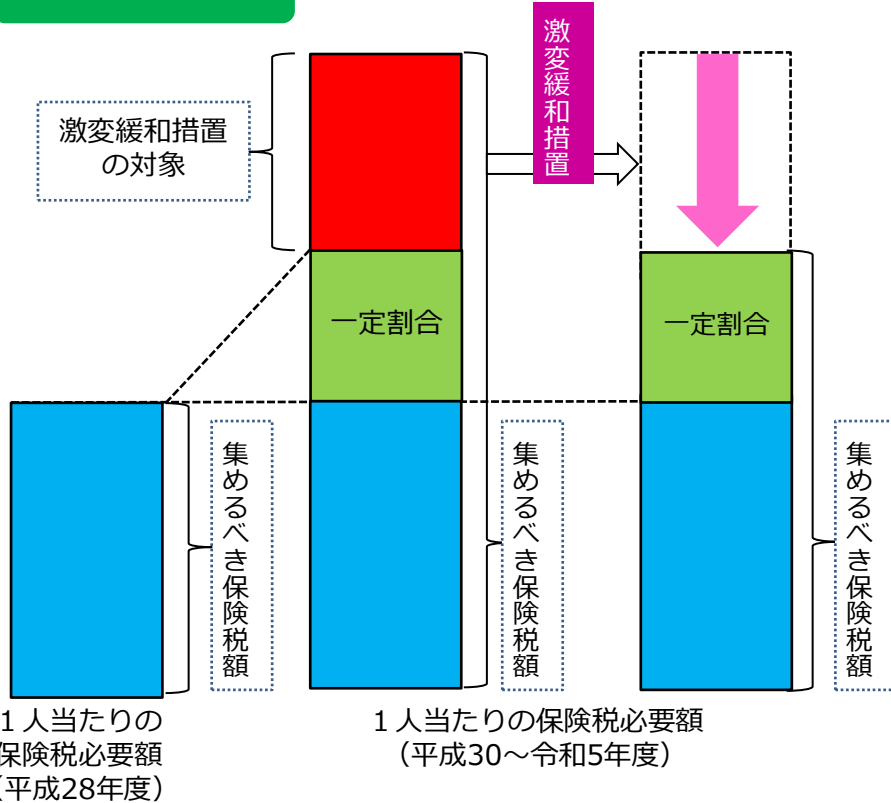 激変緩和措置
激変緩和措置
の対象
一定割合
一定割合
集めるべき保険税額
集めるべき保険税額
集めるべき保険税額
１人当たりの
保険税必要額
（平成28年度）
１人当たりの保険税必要額
（平成30～令和5年度）